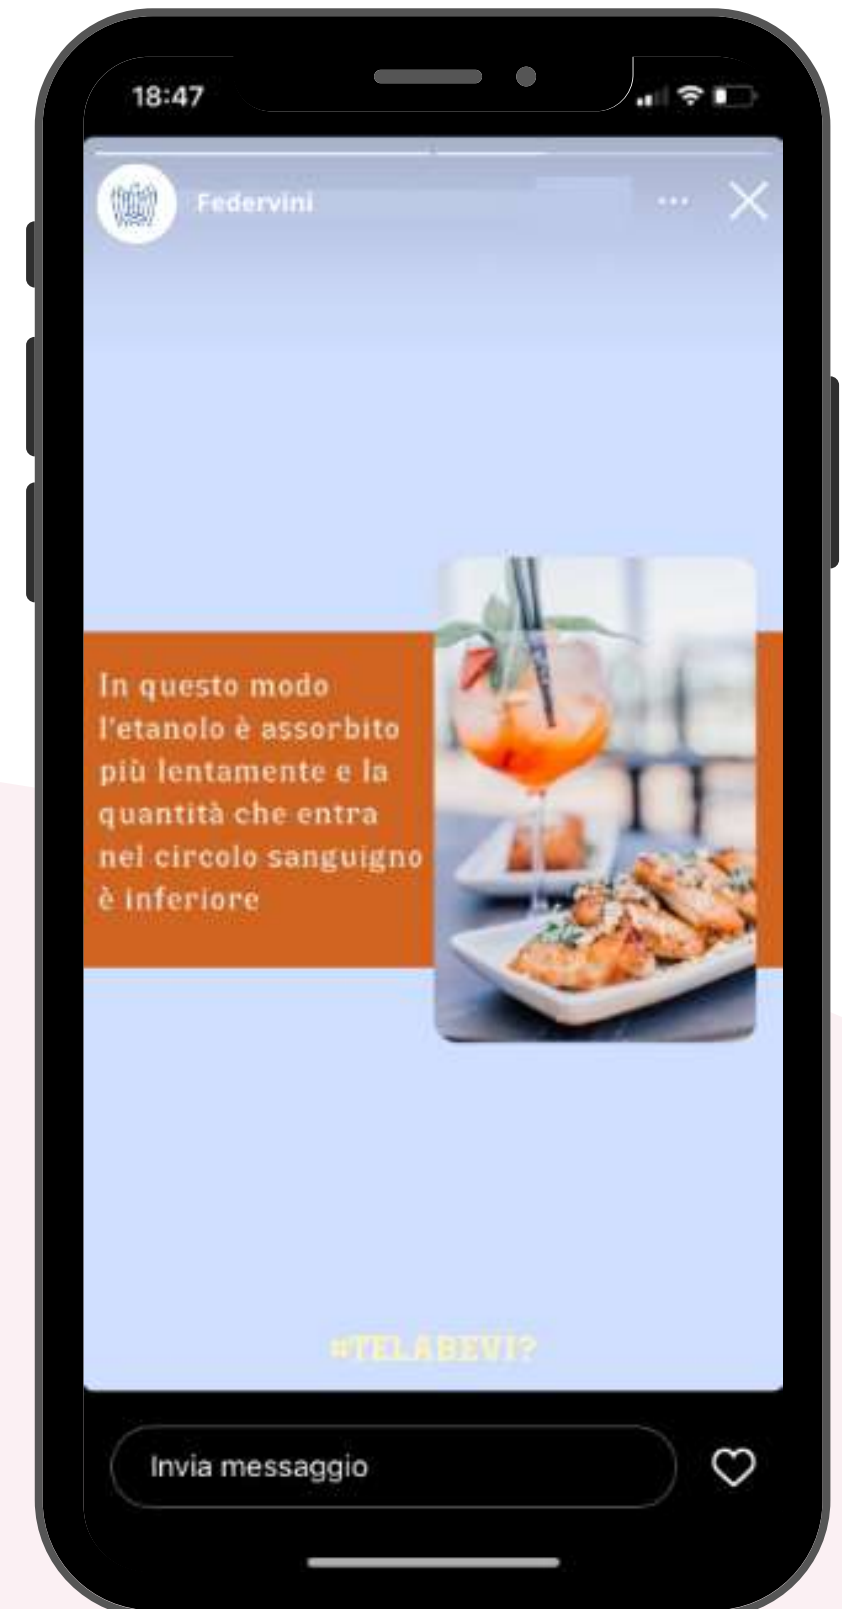 18:47
Federvini
In questo modo
l'etanolo è assorbito
più lentamente e la
quantità che entra
nel circolo sanguigno
è inferiore
#TELABEVI?
Invia messaggio